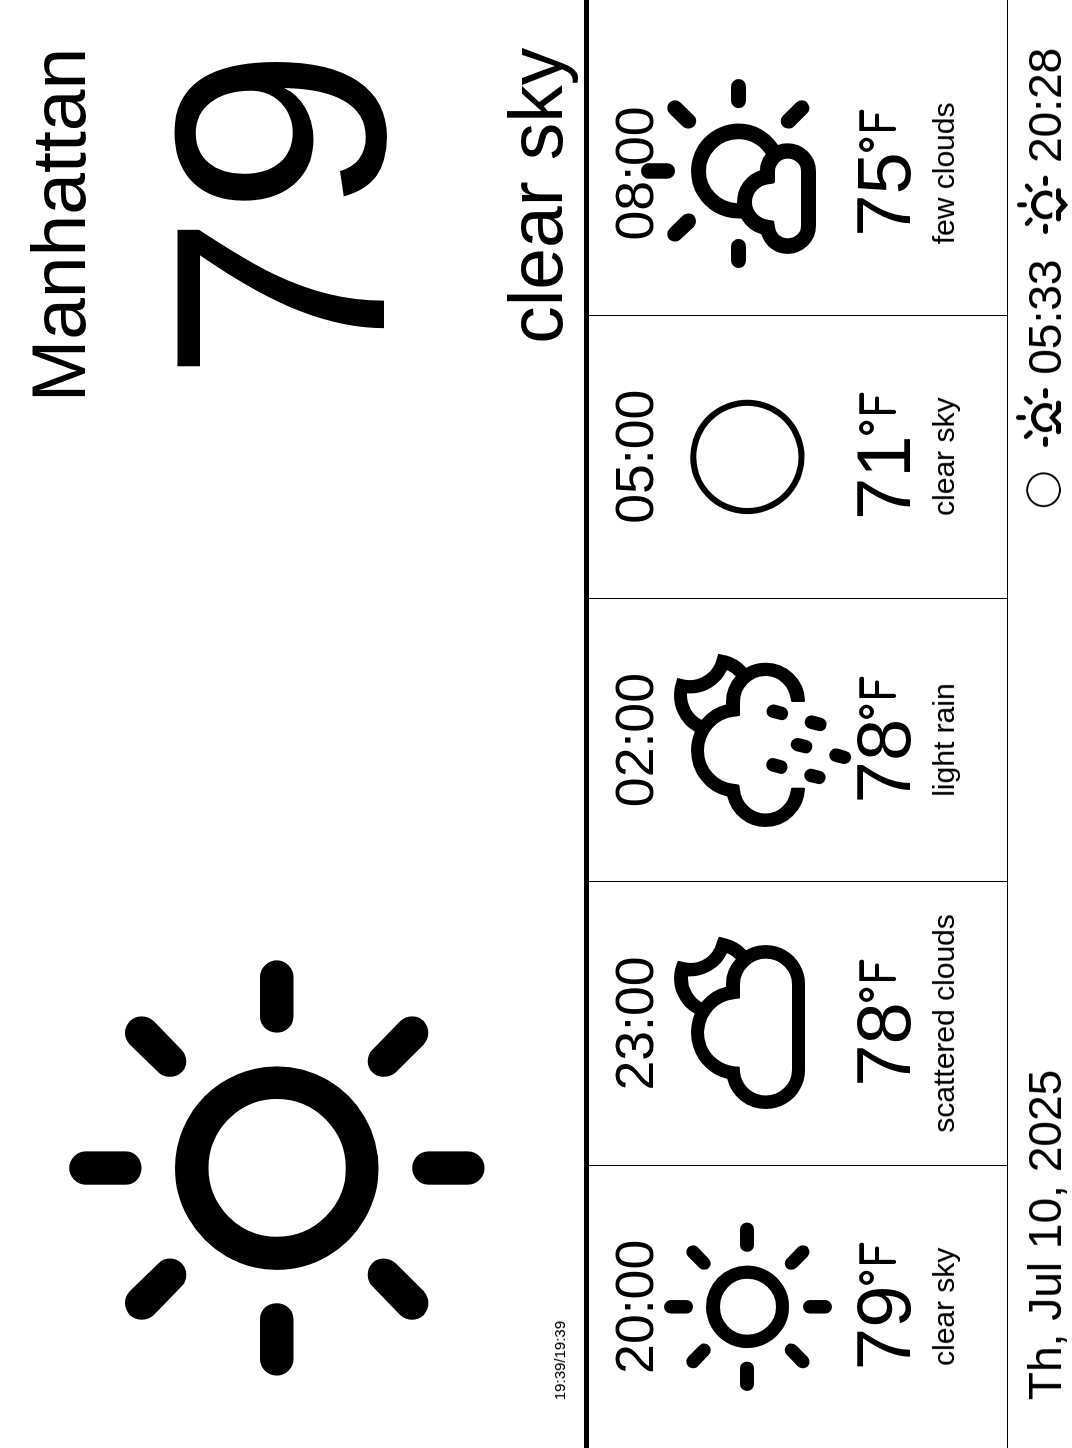 Manhattan
79
clear sky
19:39/19:39
20:00 23:00 02:00 05:00 08:00
79°F 78°F 78°F 71°F 75°F
clear sky scattered clouds light rain clear sky few clouds
Th, Jul 10, 2025 05:33 20:28